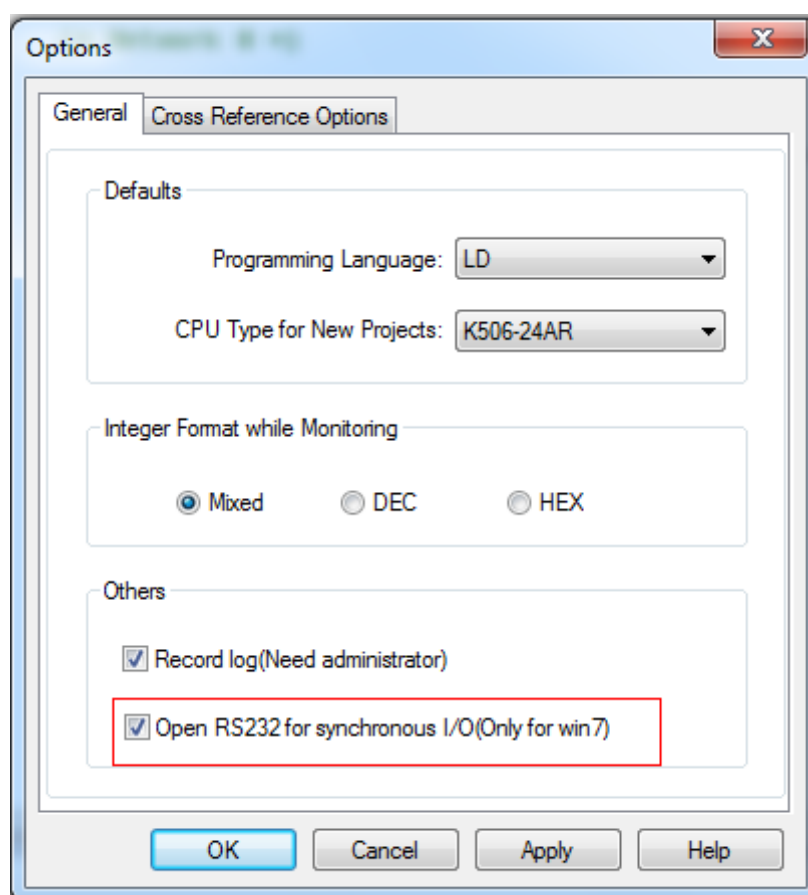 Options
General
Cross Reference Options
Defaults
Programming Language: LD
CPU Type for New Projects: K506-24AR
Integer Format while Monitoring
Mixed DEC HEX
Others
Record log(Need administrator)
Open RS232 for synchronous I/O(Only for win7)
OK Cancel Apply Help